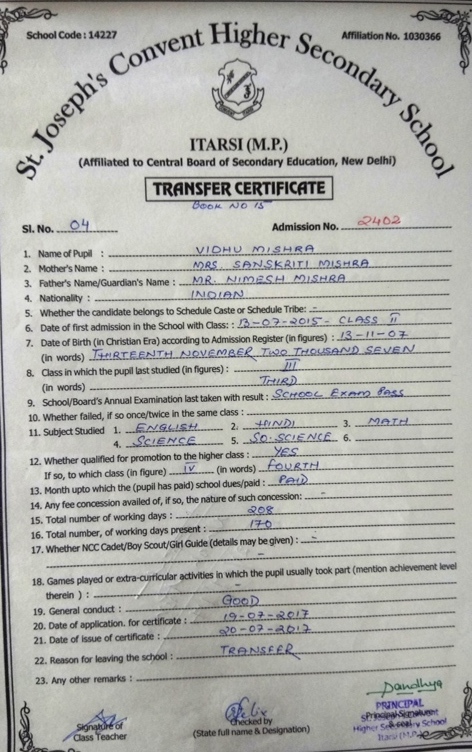 School Code : 14227
Affiliation No. 1030366
St. Joseph's Convent Higher Secondary School
ITARSI (M.P.)
(Affiliated to Central Board of Secondary Education, New Delhi)
TRANSFER CERTIFICATE
BOOK NO 15
Sl. No. 04 Admission No. 2402
1. Name of Pupil : VIDHU MISHRA
2. Mother's Name : MRS. SANSKRITI MISHRA
3. Father's Name/Guardian's Name : MR. NIMESH MISHRA
4. Nationality : INDIAN
5. Whether the candidate belongs to Schedule Caste or Schedule Tribe: -
6. Date of first admission in the School with Class: : 13-07-2015 - CLASS II
7. Date of Birth (in Christian Era) according to Admission Register (in figures) : 13-11-07
(in words) THIRTEENTH NOVEMBER TWO THOUSAND SEVEN
8. Class in which the pupil last studied (in figures) : III
(in words) THIRD
9. School/Board's Annual Examination last taken with result : SCHOOL EXAM PASS
10. Whether failed, if so once/twice in the same class : -
11. Subject Studied 1. ENGLISH 2. HINDI 3. MATH
4. SCIENCE 5. SO. SCIENCE 6.
12. Whether qualified for promotion to the higher class : YES
If so, to which class (in figure) IV (in words) FOURTH
13. Month upto which the (pupil has paid) school dues/paid : PAID
14. Any fee concession availed of, if so, the nature of such concession: -
15. Total number of working days : 208
16. Total number, of working days present : 170
17. Whether NCC Cadet/Boy Scout/Girl Guide (details may be given) : -
18. Games played or extra-curricular activities in which the pupil usually took part (mention achievement level
therein ) : -
19. General conduct : GOOD
20. Date of application. for certificate : 19-07-2017
21. Date of issue of certificate : 20-07-2017
22. Reason for leaving the school : TRANSFER
23. Any other remarks :
Signature of
Class Teacher
Checked by
(State full name & Designation)
PRINCIPAL
Higher Secondary School
Itarsi (M.P.)